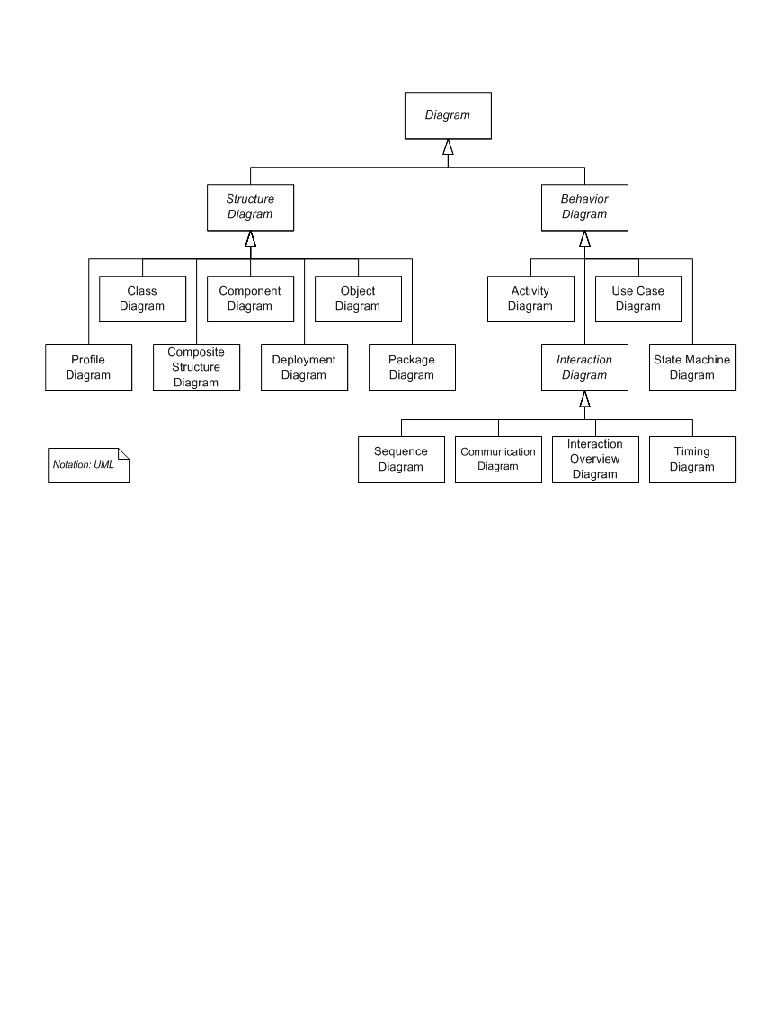 Diagram
Structure
Diagram
Behavior
Diagram
Class
Diagram
Component
Diagram
Object
Diagram
Activity
Diagram
Use Case
Diagram
Profile
Diagram
Composite
Structure
Diagram
Deployment
Diagram
Package
Diagram
Interaction
Diagram
State Machine
Diagram
Sequence
Diagram
Communication
Diagram
Interaction
Overview
Diagram
Timing
Diagram
Notation: UML